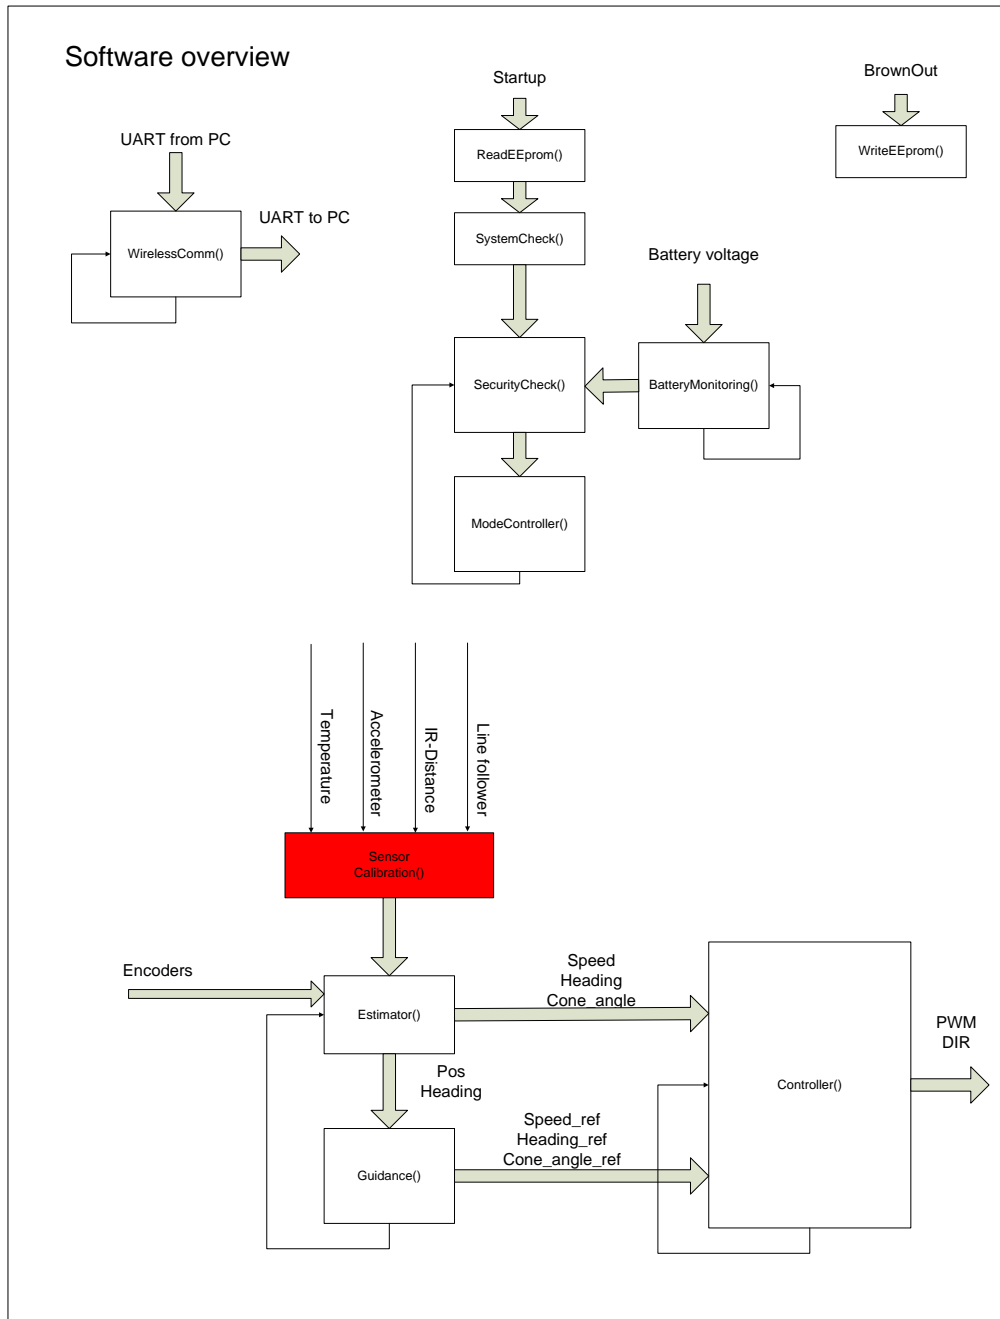 Software overview
Startup
BrownOut
UART from PC
ReadEEprom()
WriteEEprom()
UART to PC
WirelessComm()
SystemCheck()
Battery voltage
SecurityCheck()
BatteryMonitoring()
ModeController()
Temperature
Accelerometer
IR-Distance
Line follower
Sensor
Calibration()
Encoders
Speed
Heading
Cone_angle
Estimator()
PWM
DIR
Pos
Heading
Controller()
Speed_ref
Heading_ref
Cone_angle_ref
Guidance()